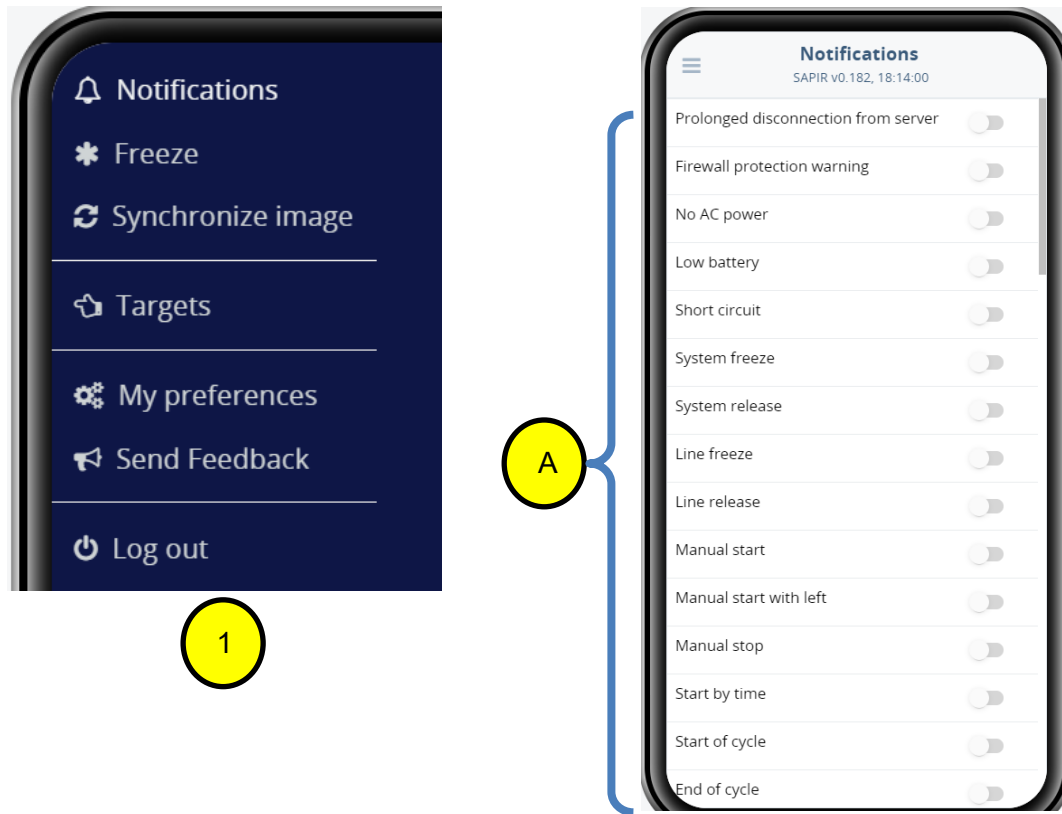 Notifications
Freeze
Synchronize image
Targets
My preferences
Send Feedback
Log out
1
A
Notifications
SAPIR v0.182, 18:14:00
Prolonged disconnection from server
Firewall protection warning
No AC power
Low battery
Short circuit
System freeze
System release
Line freeze
Line release
Manual start
Manual start with left
Manual stop
Start by time
Start of cycle
End of cycle